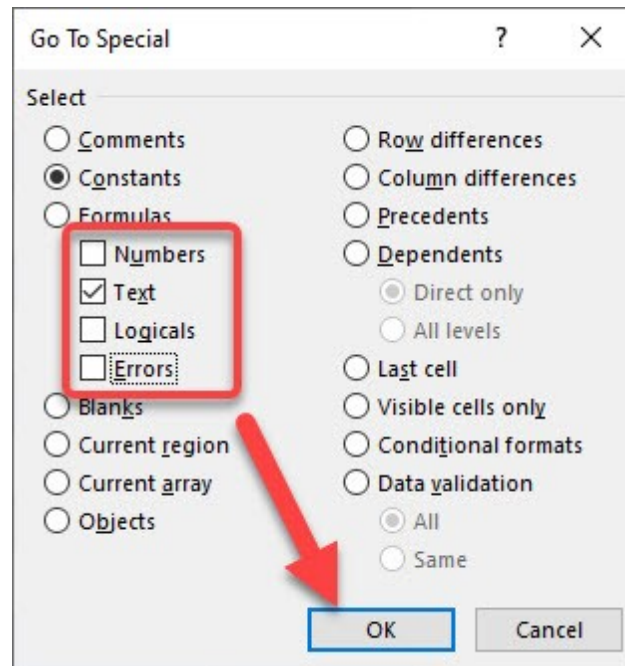 Go To Special
?
X
Select
Comments
Constants
Formulas
Numbers
Text
Logicals
Errors
Blanks
Current region
Current array
Objects
Row differences
Column differences
Precedents
Dependents
Direct only
All levels
Last cell
Visible cells only
Conditional formats
Data validation
All
Same
OK
Cancel